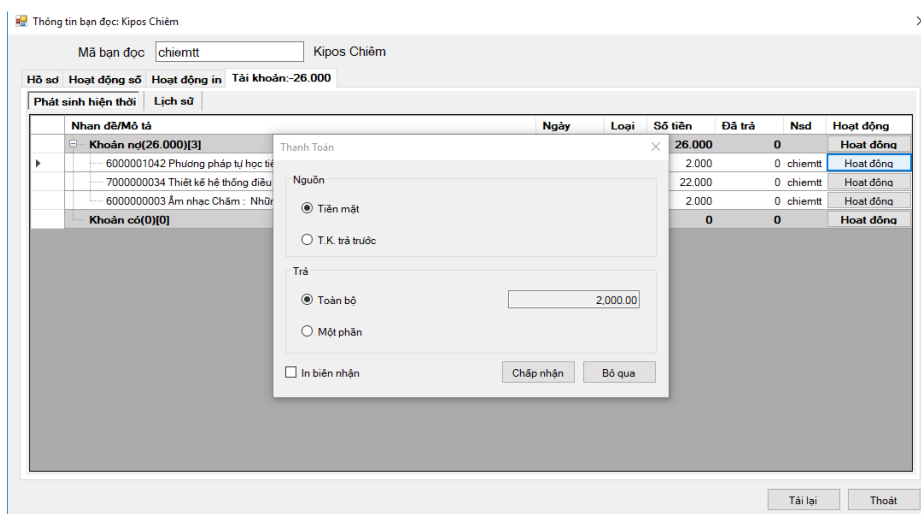 Thông tin bạn đọc: Kipos Chiêm
Mã bạn đọc chiemtt Kipos Chiêm
Hồ sơ Hoạt động số Hoạt động in Tài khoản:-26.000
Phát sinh hiện thời Lịch sử
Nhan đề/Mô tả Ngày Loại Số tiền Đã trả Nsd Hoạt động
Khoản nợ(26.000)[3] 26.000 0 Hoạt động
6000001042 Phương pháp tự học tiế 2.000 0 chiemtt Hoạt động
7000000034 Thiết kế hệ thống điều 22.000 0 chiemtt Hoạt động
6000000003 Âm nhạc Chăm : Nhữn 2.000 0 chiemtt Hoạt động
Khoản có(0)[0] 0 0 Hoạt động
Thanh Toán
Nguồn
Tiền mặt
T.K. trả trước
Trả
Toàn bộ 2,000.00
Một phần
In biên nhận Chấp nhận Bỏ qua
Tải lại Thoát